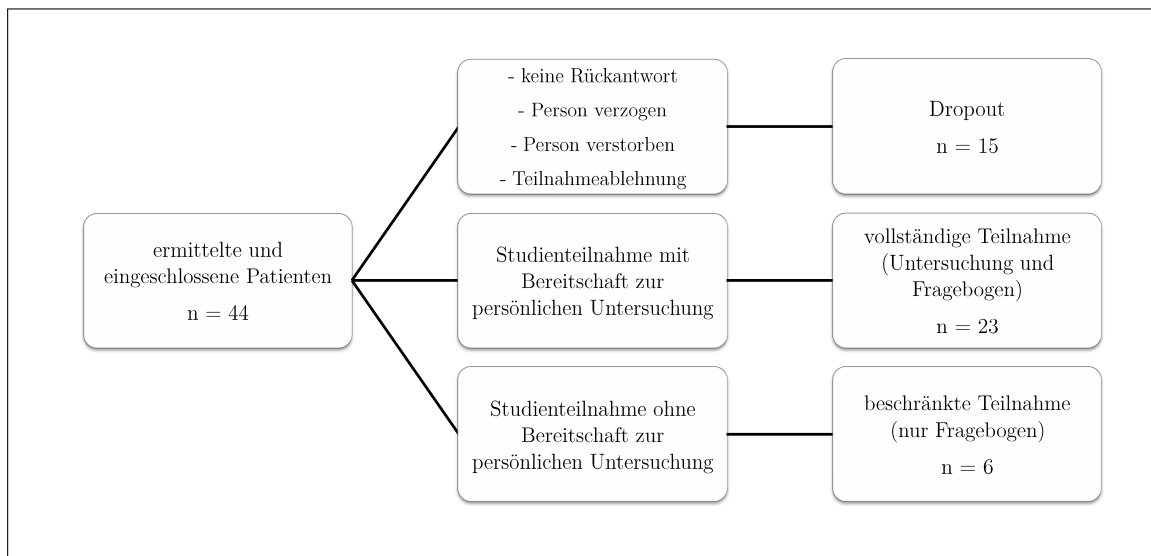 ermittelte und
eingeschlossene Patienten
n = 44
- keine Rückantwort
- Person verzogen
- Person verstorben
- Teilnahmeablehnung
Dropout
n = 15
Studienteilnahme mit
Bereitschaft zur
persönlichen Untersuchung
vollständige Teilnahme
(Untersuchung und
Fragebogen)
n = 23
Studienteilnahme ohne
Bereitschaft zur
persönlichen Untersuchung
beschränkte Teilnahme
(nur Fragebogen)
n = 6